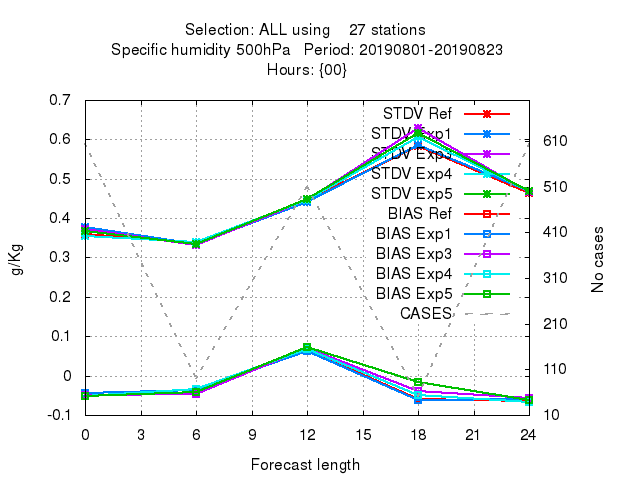 Selection: ALL using 27 stations
Specific humidity 500hPa Period: 20190801-20190823
Hours: {00}
0.7
0.6
0.5
0.4
0.3
0.2
0.1
0
-0.1
g/Kg
STDV Ref
STDV Exp1
STDV Exp3
STDV Exp4
STDV Exp5
BIAS Ref
BIAS Exp1
BIAS Exp3
BIAS Exp4
BIAS Exp5
CASES
610
510
410
310
210
110
10
No cases
0 3 6 9 12 15 18 21 24
Forecast length